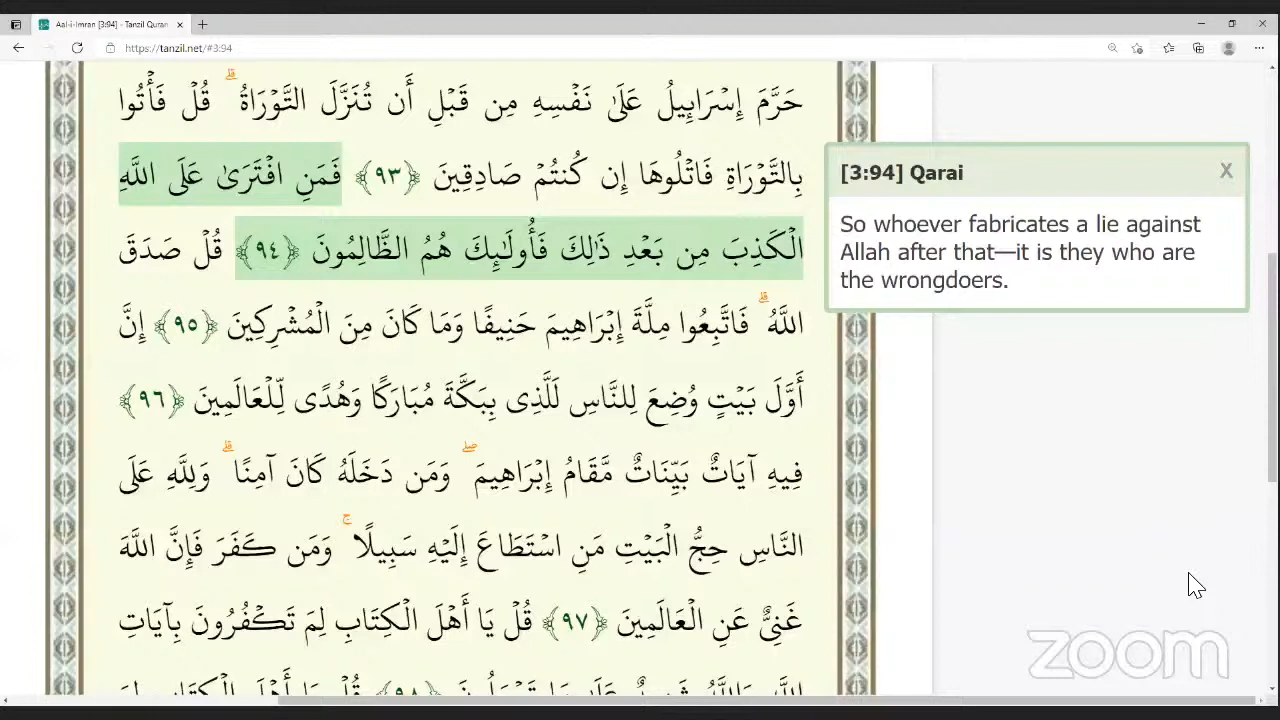 Aal-i-Imran [3:94] - Tanzil Quran
https://tanzil.net/#3:94
حَرَّمَ إِسْرَائِيلُ عَلَىٰ نَفْسِهِ مِن قَبْلِ أَن تُنَزَّلَ التَّوْرَاةُ ۗ قُلْ فَأْتُوا
بِالتَّوْرَاةِ فَاتْلُوهَا إِن كُنتُمْ صَادِقِينَ ﴿٩٣﴾ فَمَنِ افْتَرَىٰ عَلَى اللَّهِ
الْكَذِبَ مِن بَعْدِ ذَٰلِكَ فَأُولَـٰئِكَ هُمُ الظَّالِمُونَ ﴿٩٤﴾ قُلْ صَدَقَ
اللَّهُ ۗ فَاتَّبِعُوا مِلَّةَ إِبْرَاهِيمَ حَنِيفًا وَمَا كَانَ مِنَ الْمُشْرِكِينَ ﴿٩٥﴾ إِنَّ
أَوَّلَ بَيْتٍ وُضِعَ لِلنَّاسِ لَلَّذِي بِبَكَّةَ مُبَارَكًا وَهُدًى لِّلْعَالَمِينَ ﴿٩٦﴾
فِيهِ آيَاتٌ بَيِّنَاتٌ مَّقَامُ إِبْرَاهِيمَ ۖ وَمَن دَخَلَهُ كَانَ آمِنًا ۗ وَلِلَّهِ عَلَى
النَّاسِ حِجُّ الْبَيْتِ مَنِ اسْتَطَاعَ إِلَيْهِ سَبِيلًا ۚ وَمَن كَفَرَ فَإِنَّ اللَّهَ
غَنِيٌّ عَنِ الْعَالَمِينَ ﴿٩٧﴾ قُلْ يَا أَهْلَ الْكِتَابِ لِمَ تَكْفُرُونَ بِآيَاتِ
[3:94] Qarai
X
So whoever fabricates a lie against
Allah after that—it is they who are
the wrongdoers.
zoom